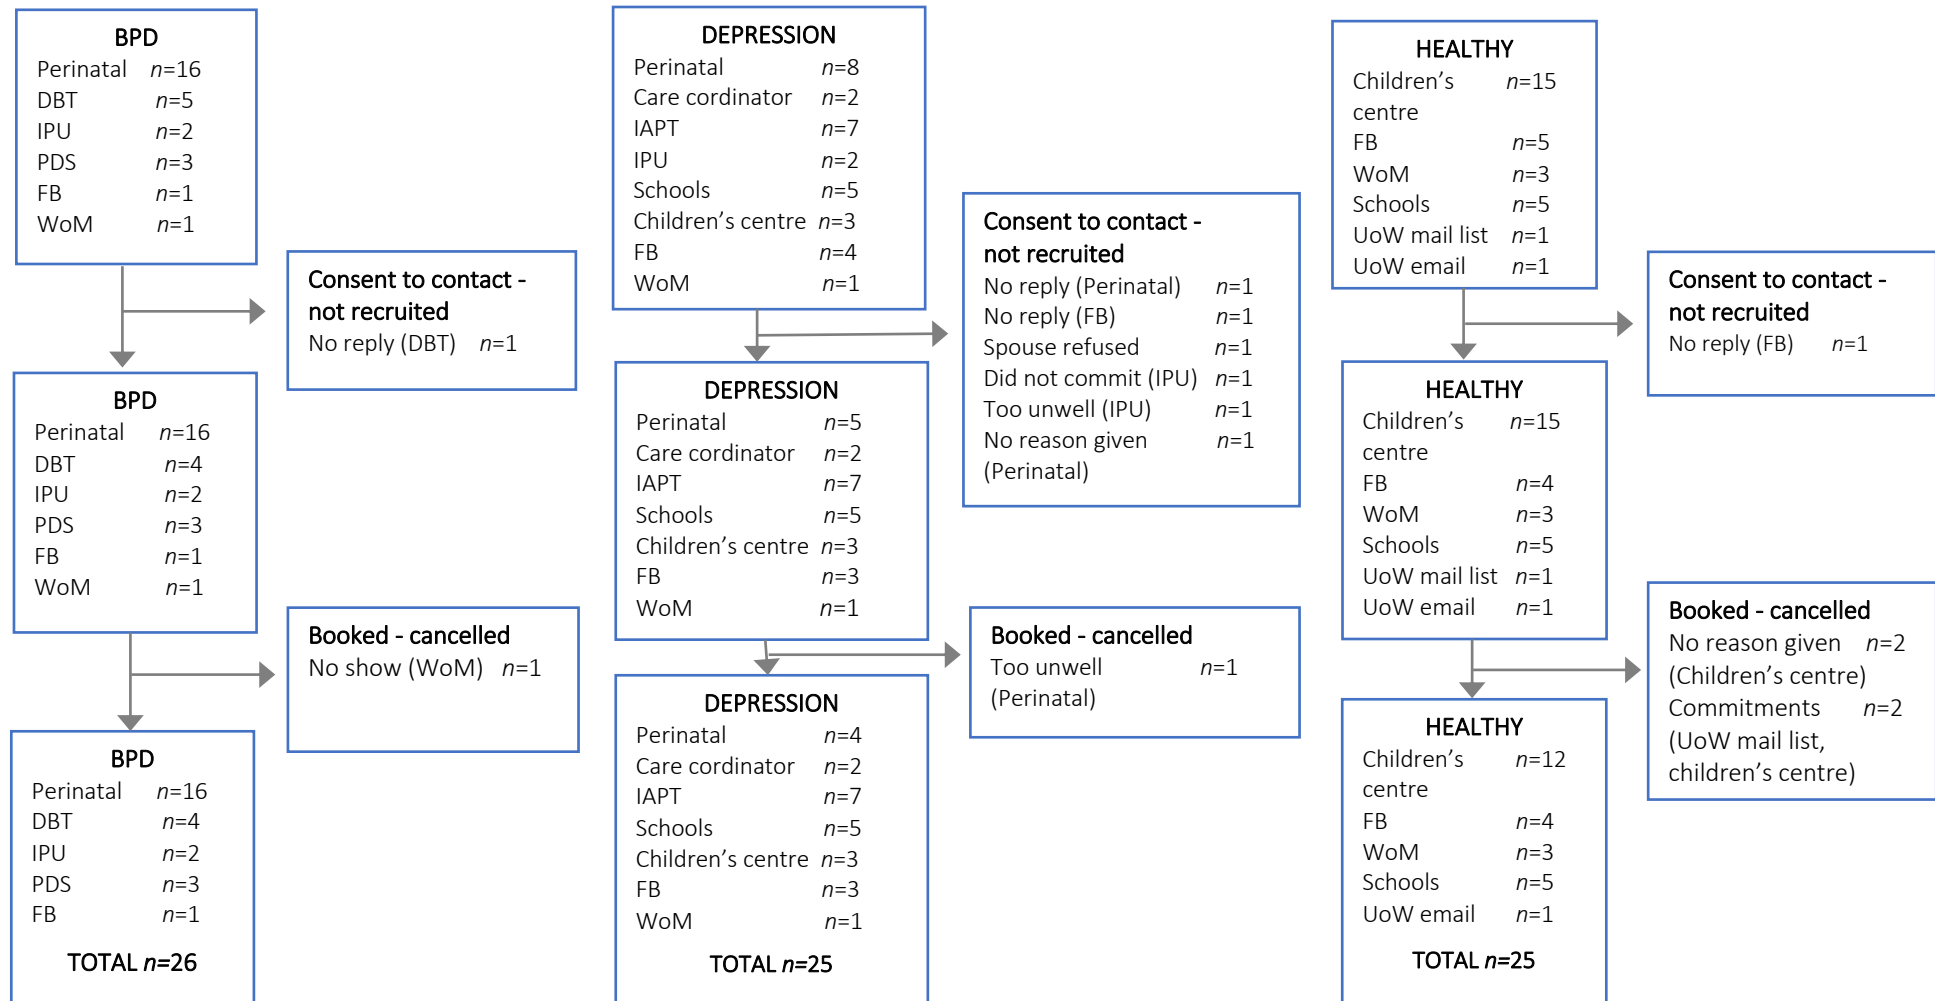 BPD
Perinatal n=16
DBT n=5
IPU n=2
PDS n=3
FB n=1
WoM n=1
Consent to contact -
not recruited
No reply (DBT) n=1
BPD
Perinatal n=16
DBT n=4
IPU n=2
PDS n=3
FB n=1
WoM n=1
Booked - cancelled
No show (WoM) n=1
BPD
Perinatal n=16
DBT n=4
IPU n=2
PDS n=3
FB n=1
TOTAL n=26
DEPRESSION
Perinatal n=8
Care cordinator n=2
IAPT n=7
IPU n=2
Schools n=5
Children's centre n=3
FB n=4
WoM n=1
Consent to contact -
not recruited
No reply (Perinatal) n=1
No reply (FB) n=1
Spouse refused n=1
Did not commit (IPU) n=1
Too unwell (IPU) n=1
No reason given n=1
(Perinatal)
DEPRESSION
Perinatal n=5
Care cordinator n=2
IAPT n=7
Schools n=5
Children's centre n=3
FB n=3
WoM n=1
Booked - cancelled
Too unwell n=1
(Perinatal)
DEPRESSION
Perinatal n=4
Care cordinator n=2
IAPT n=7
Schools n=5
Children's centre n=3
FB n=3
WoM n=1
TOTAL n=25
HEALTHY
Children's n=15
centre
FB n=5
WoM n=3
Schools n=5
UoW mail list n=1
UoW email n=1
Consent to contact -
not recruited
No reply (FB) n=1
HEALTHY
Children's n=15
centre
FB n=4
WoM n=3
Schools n=5
UoW mail list n=1
UoW email n=1
Booked - cancelled
No reason given n=2
(Children's centre)
Commitments n=2
(UoW mail list,
children's centre)
HEALTHY
Children's n=12
centre
FB n=4
WoM n=3
Schools n=5
UoW email n=1
TOTAL n=25